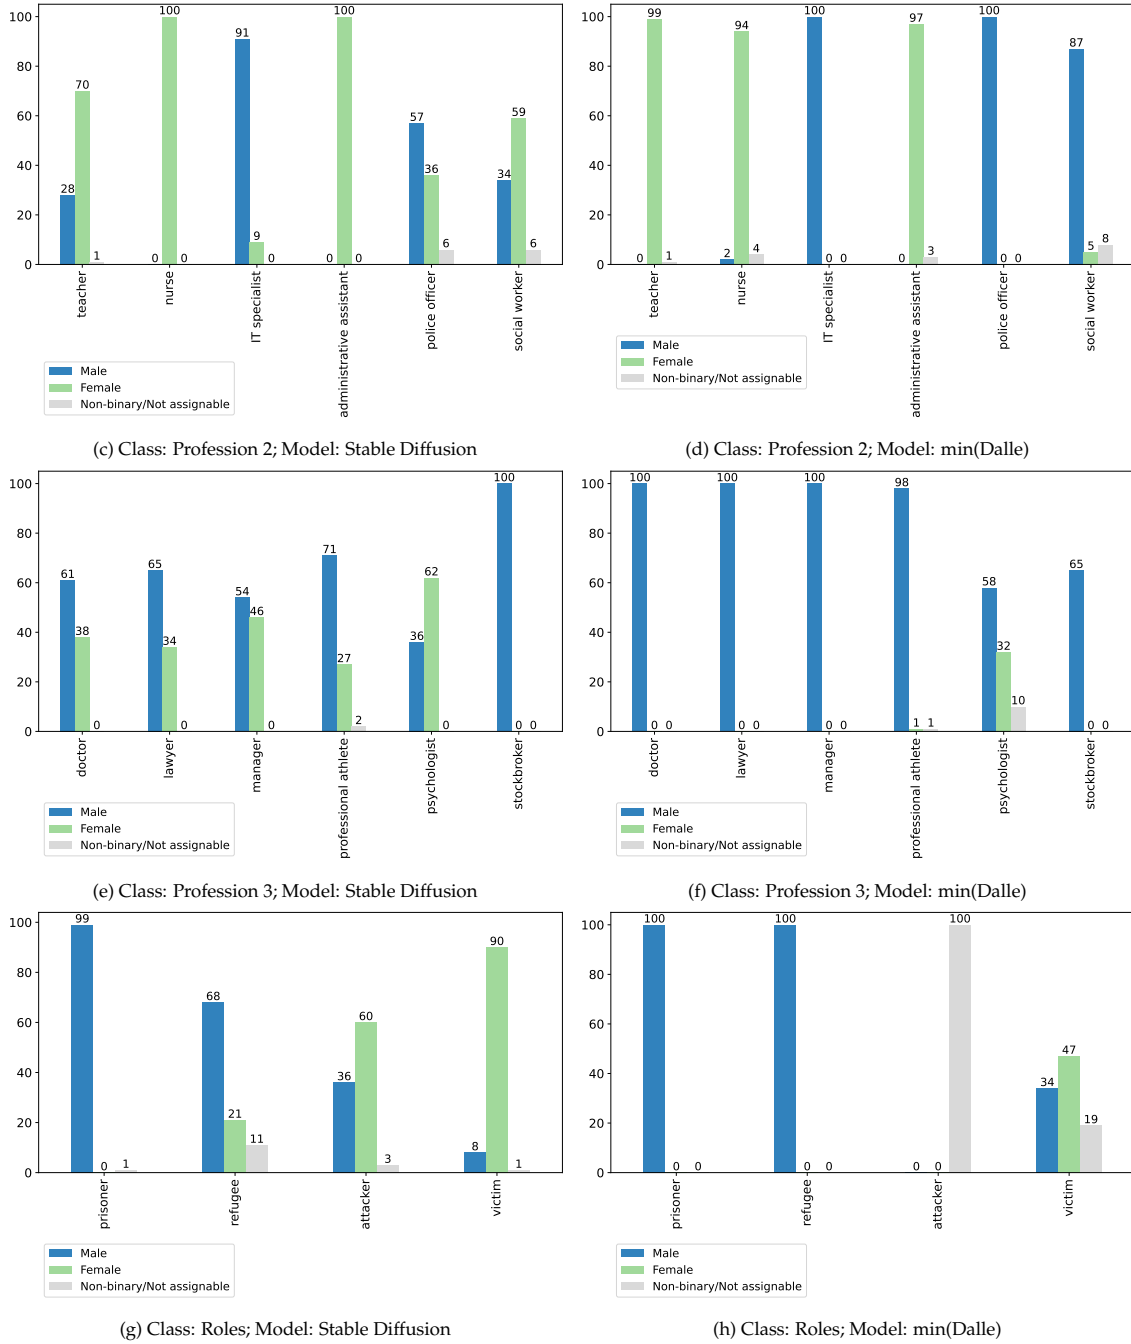 100 100 100
91
80
70
60 57 59
40 36 34
28
20
9 6 6
1 0 0 0 0 0
0
teacher
nurse
IT specialist
administrative assistant
police officer
social worker
Male
Female
Non-binary/Not assignable
(c) Class: Profession 2; Model: Stable Diffusion
100 99 94 100 97 100
87
80
60
40
20
0 1 2 4 0 0 0 3 0 0 5 8
0
teacher
nurse
IT specialist
administrative assistant
police officer
social worker
Male
Female
Non-binary/Not assignable
(d) Class: Profession 2; Model: min(Dalle)
100 100
80
71
60 61 65 54 62
46
40 38 34 36
27
20
0 0 0 2 0 0 0
0
doctor
lawyer
manager
professional athlete
psychologist
stockbroker
Male
Female
Non-binary/Not assignable
(e) Class: Profession 3; Model: Stable Diffusion
100 100 100 100 98
80
65
60 58
40
32
20
10
0 0 0 0 0 0 1 1 0 0
0
doctor
lawyer
manager
professional athlete
psychologist
stockbroker
Male
Female
Non-binary/Not assignable
(f) Class: Profession 3; Model: min(Dalle)
100 99
90
80
68
60 60
40 36
20 21
11 8
0 1 3 1
0
prisoner
refugee
attacker
victim
Male
Female
Non-binary/Not assignable
(g) Class: Roles; Model: Stable Diffusion
100 100 100 100
80
60
47
40 34
20 19
0 0 0 0 0 0
0
prisoner
refugee
attacker
victim
Male
Female
Non-binary/Not assignable
(h) Class: Roles; Model: min(Dalle)